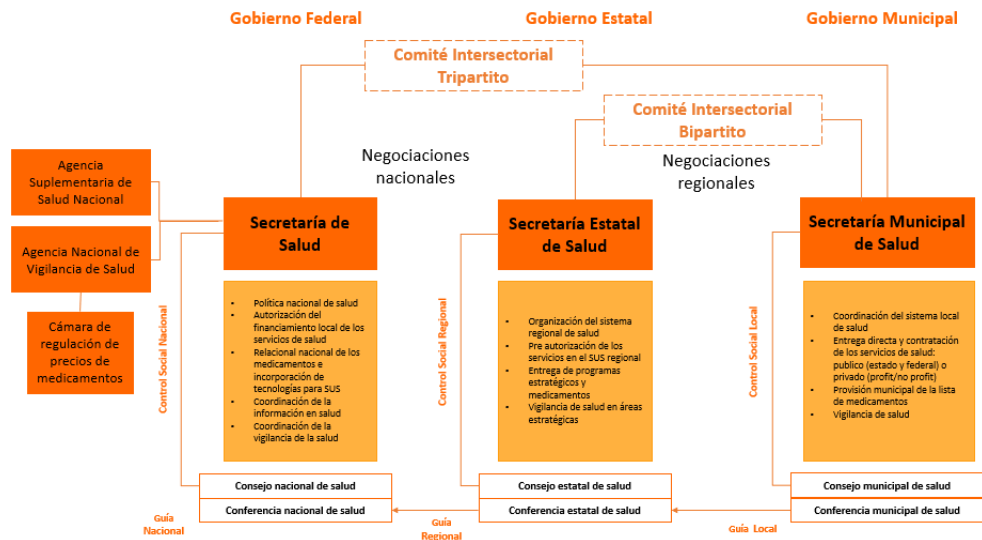 Gobierno Federal
Gobierno Estatal
Gobierno Municipal
Comité Intersectorial
Tripartito
Comité Intersectorial
Bipartito
Negociaciones
nacionales
Negociaciones
regionales
Agencia
Suplementaria de
Salud Nacional
Agencia Nacional de
Vigilancia de Salud
Cámara de
regulación de
precios de
medicamentos
Secretaría de
Salud
Control Social Nacional
• Política nacional de salud
• Autorización del
financiamiento local de los
servicios de salud
• Relacional nacional de los
medicamentos e
incorporación de
tecnologías para SUS
• Coordinación de la
información en salud
• Coordinación de la
vigilancia de la salud
Consejo nacional de salud
Conferencia nacional de salud
Guía
Nacional
Secretaría Estatal
de Salud
Control Social Regional
• Organización del sistema
regional de salud
• Pre autorización de los
servicios en el SUS regional
• Entrega de programas
estratégicos y
medicamentos
• Vigilancia de salud en áreas
estratégicas
Consejo estatal de salud
Conferencia estatal de salud
Guía
Regional
Secretaría Municipal
de Salud
Control Social Local
• Coordinación del sistema local
de salud
• Entrega directa y contratación
de los servicios de salud:
publico (estado y federal) o
privado (profit/no profit)
• Provisión municipal de la lista
de medicamentos
• Vigilancia de salud
Consejo municipal de salud
Conferencia municipal de salud
Guía Local